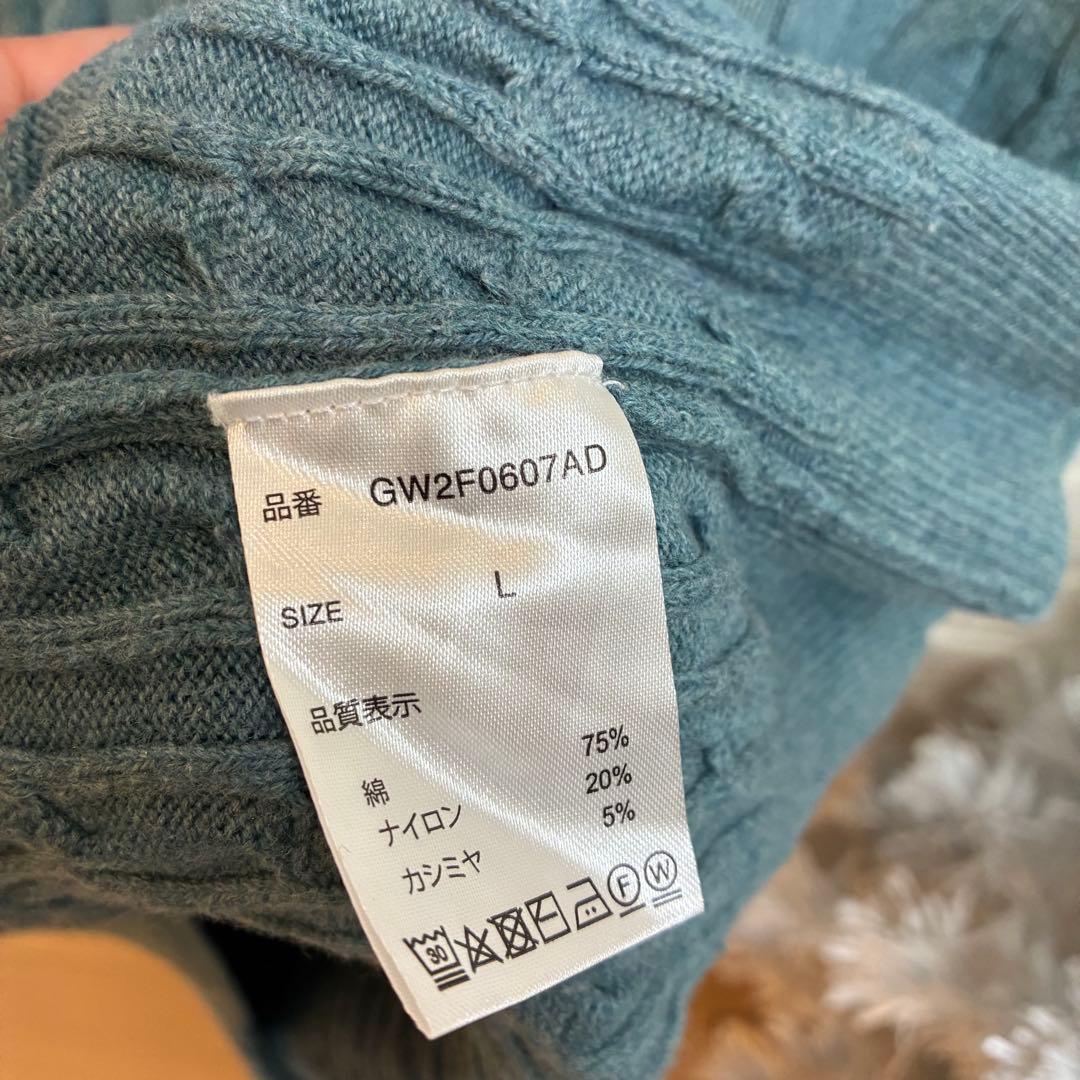 品番 GW2F0607AD
SIZE L
品質表示
綿 75%
ナイロン 20%
カシミヤ 5%
30 F W